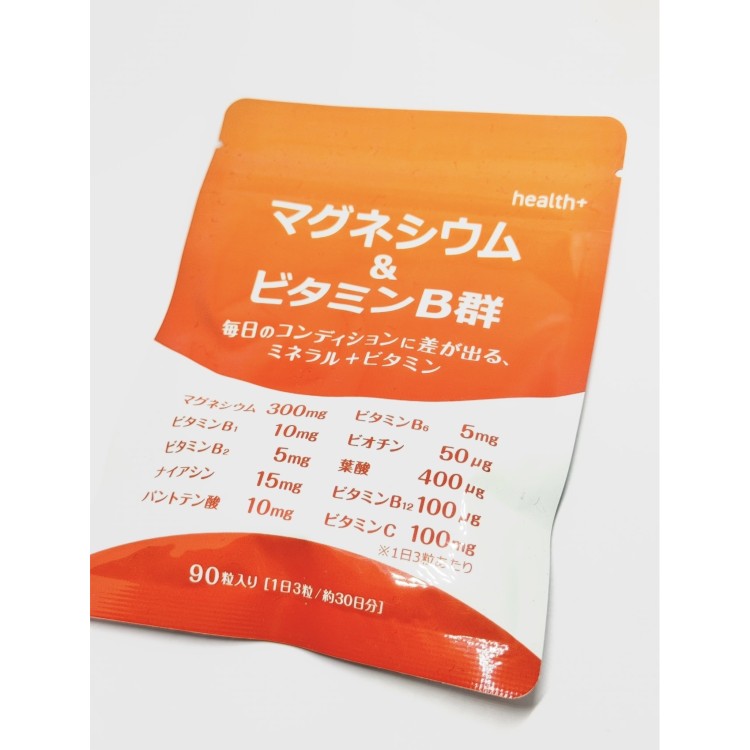 health+
マグネシウム
&
ビタミンB群
毎日のコンディションに差が出る、
ミネラル+ビタミン
マグネシウム 300mg
ビタミンB₁ 10mg
ビタミンB₂ 5mg
ナイアシン 15mg
パントテン酸 10mg
ビタミンB₆ 5mg
ビオチン 50μg
葉酸 400μg
ビタミンB₁₂ 100μg
ビタミンC 100mg
※1日3粒あたり
90粒入り [1日3粒/約30日分]